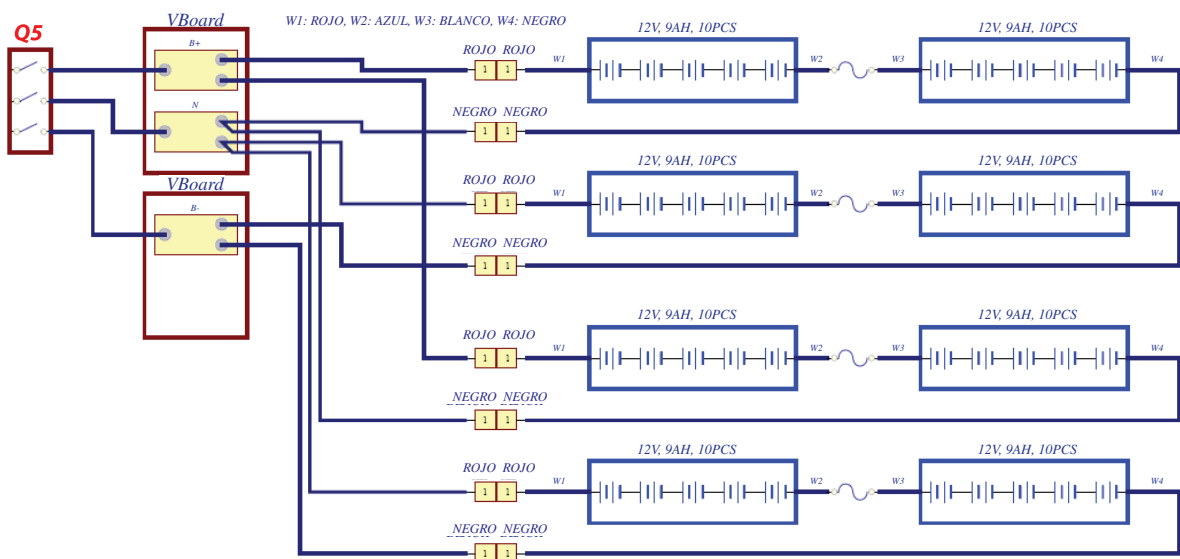 Q5
VBoard
W1: ROJO, W2: AZUL, W3: BLANCO, W4: NEGRO
12V, 9AH, 10PCS
12V, 9AH, 10PCS
B+
ROJO ROJO
W1
W2
W3
W4
1 1
N
NEGRO NEGRO
1 1
12V, 9AH, 10PCS
12V, 9AH, 10PCS
VBoard
ROJO ROJO
W1
W2
W3
W4
1 1
B-
NEGRO NEGRO
1 1
12V, 9AH, 10PCS
12V, 9AH, 10PCS
ROJO ROJO
W1
W2
W3
W4
1 1
NEGRO NEGRO
1 1
12V, 9AH, 10PCS
12V, 9AH, 10PCS
ROJO ROJO
W1
W2
W3
W4
1 1
NEGRO NEGRO
1 1